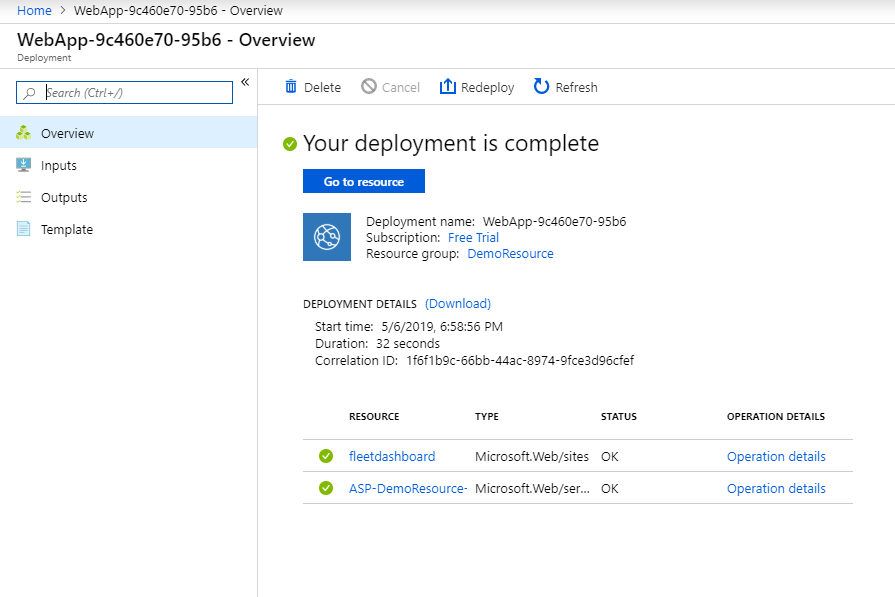 Home > WebApp-9c460e70-95b6 - Overview
WebApp-9c460e70-95b6 - Overview
Deployment
Search (Ctrl+/)
«
Overview
Inputs
Outputs
Template
Delete Cancel Redeploy Refresh
Your deployment is complete
Go to resource
Deployment name: WebApp-9c460e70-95b6
Subscription: Free Trial
Resource group: DemoResource
DEPLOYMENT DETAILS (Download)
Start time: 5/6/2019, 6:58:56 PM
Duration: 32 seconds
Correlation ID: 1f6f1b9c-66bb-44ac-8974-9fce3d96cfef
RESOURCE TYPE STATUS OPERATION DETAILS
fleetdashboard Microsoft.Web/sites OK Operation details
ASP-DemoResource- Microsoft.Web/ser... OK Operation details